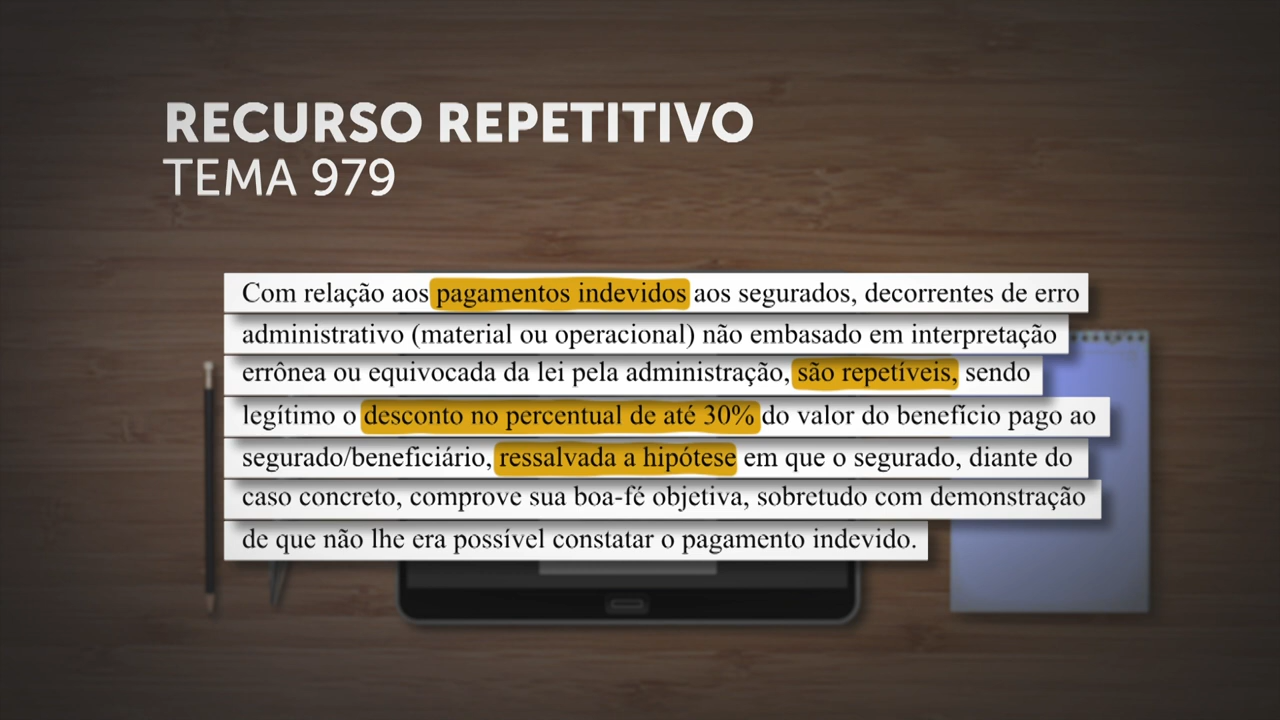 RECURSO REPETITIVO
TEMA 979
Com relação aos pagamentos indevidos aos segurados, decorrentes de erro
administrativo (material ou operacional) não embasado em interpretação
errônea ou equivocada da lei pela administração, são repetíveis, sendo
legítimo o desconto no percentual de até 30% do valor do benefício pago ao
segurado/beneficiário, ressalvada a hipótese em que o segurado, diante do
caso concreto, comprove sua boa-fé objetiva, sobretudo com demonstração
de que não lhe era possível constatar o pagamento indevido.